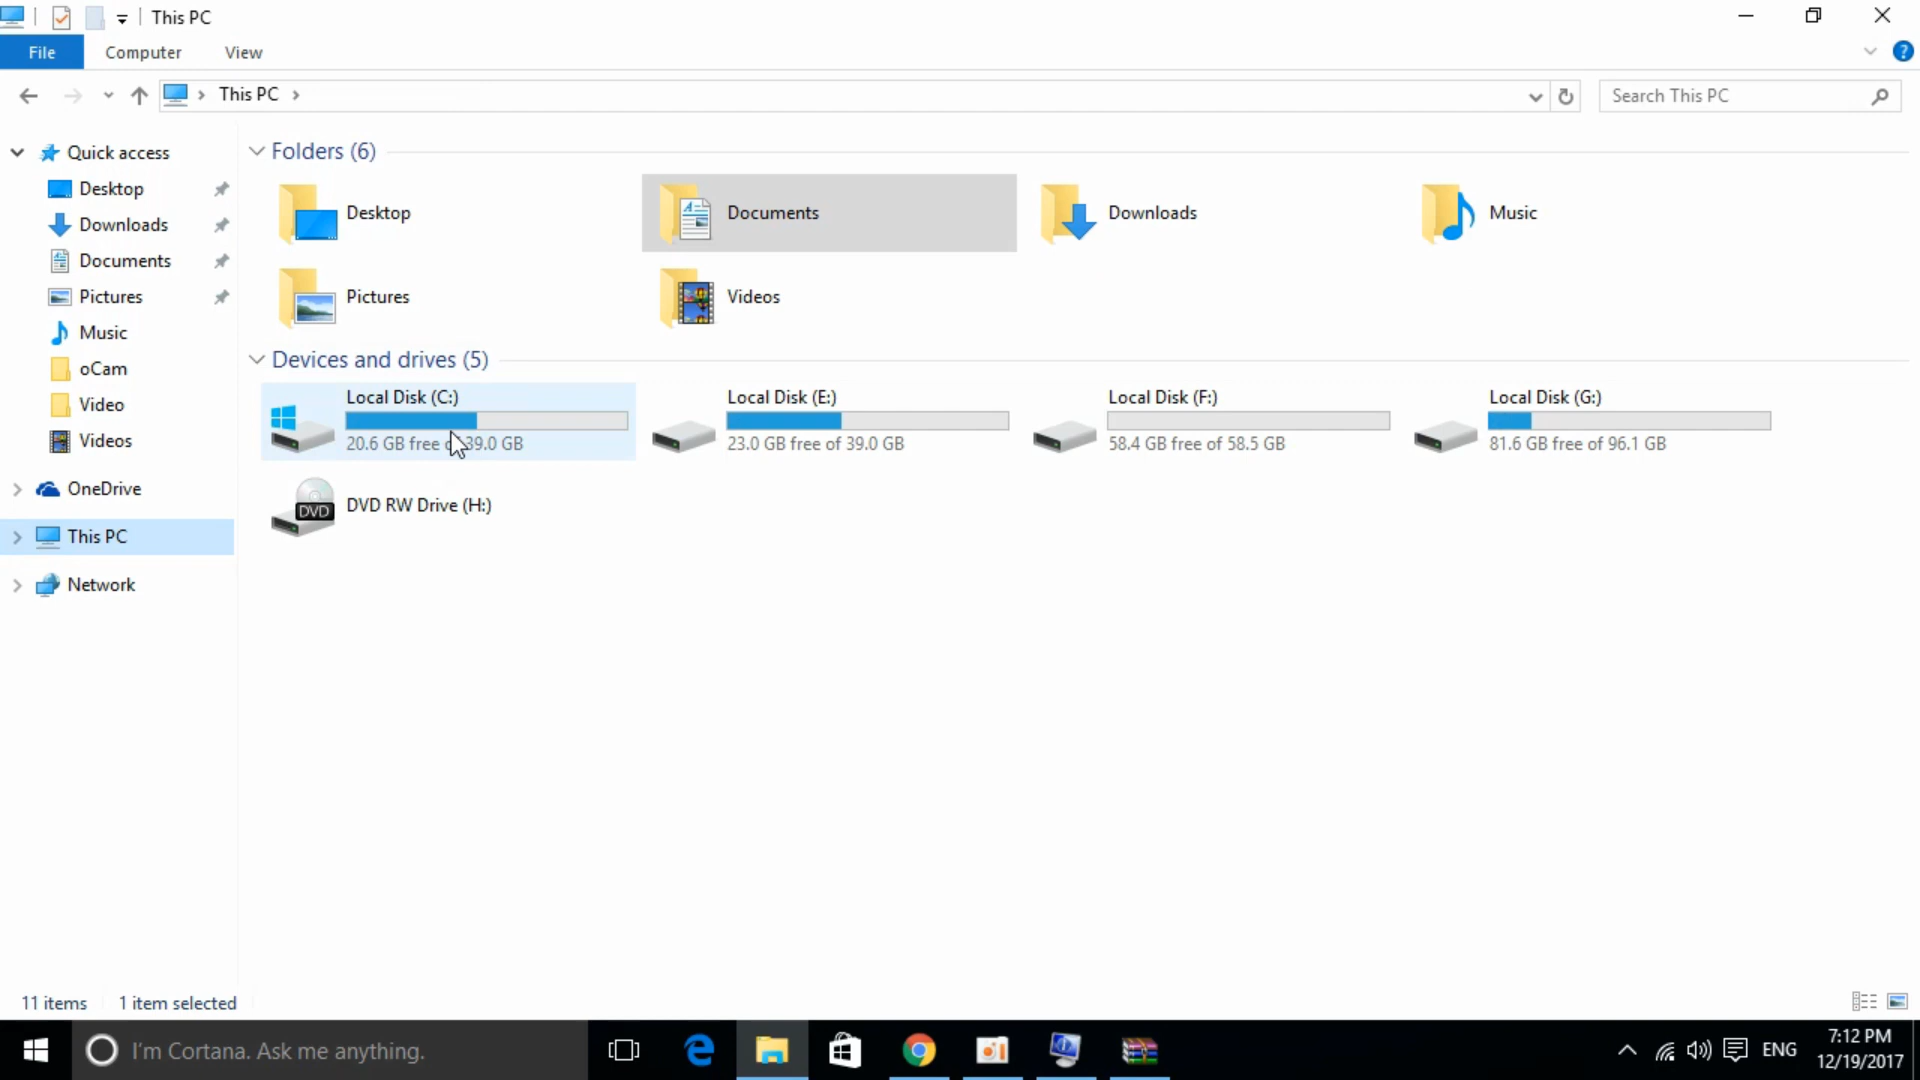 This PC
File Computer View
This PC
Search This PC
Quick access
Desktop
Downloads
Documents
Pictures
Music
oCam
Video
Videos
OneDrive
This PC
Network
Folders (6)
Desktop Documents Downloads Music
Pictures Videos
Devices and drives (5)
Local Disk (C:) Local Disk (E:) Local Disk (F:) Local Disk (G:)
20.6 GB free 39.0 GB 23.0 GB free of 39.0 GB 58.4 GB free of 58.5 GB 81.6 GB free of 96.1 GB
DVD
DVD RW Drive (H:)
11 items 1 item selected
I'm Cortana. Ask me anything.
ENG
7:12 PM
12/19/2017